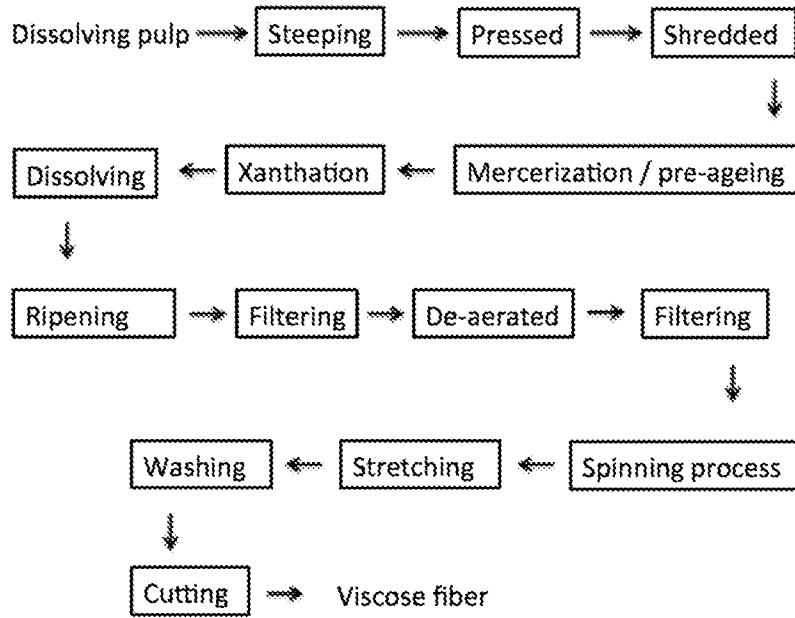 Dissolving pulp Steeping Pressed Shredded
Dissolving Xanthation Mercerization / pre-ageing
Ripening Filtering De-aerated Filtering
Washing Stretching Spinning process
Cutting Viscose fiber